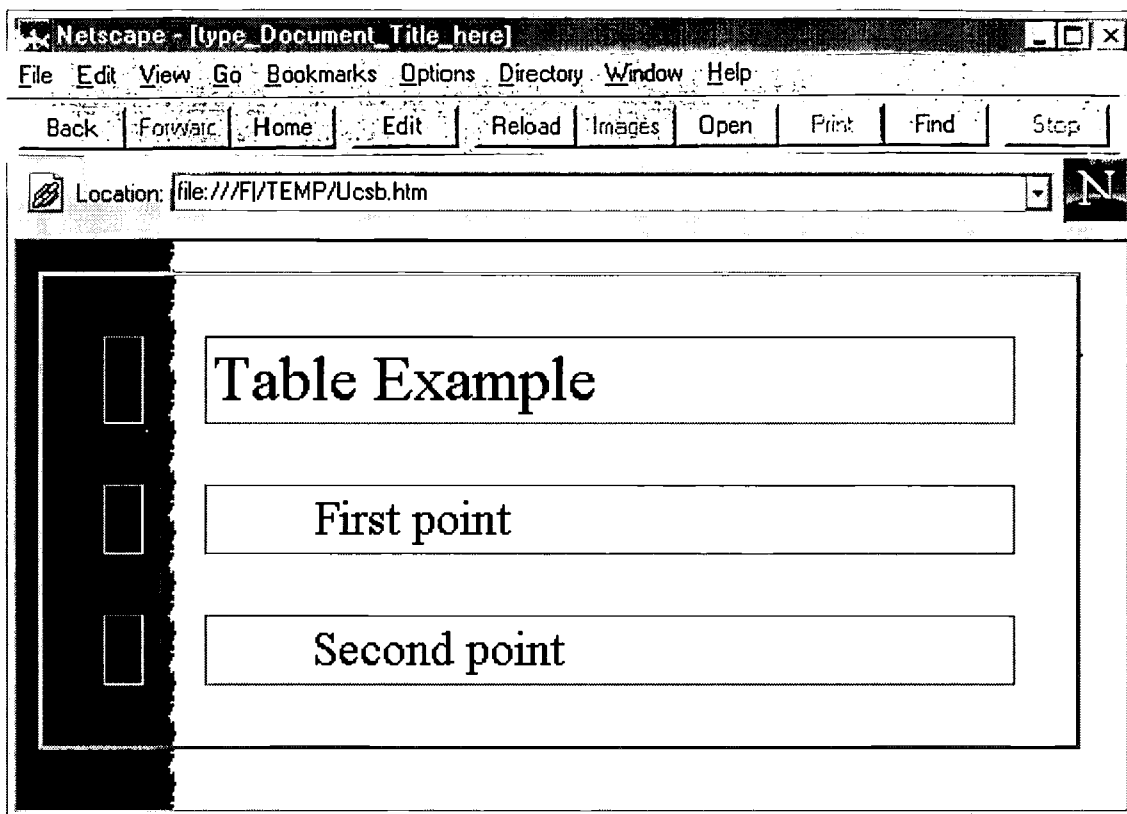 Netscape - [type_Document_Title_here]
File Edit View Go Bookmarks Options Directory Window Help
Back Forward Home Edit Reload Images Open Print Find Stop
Location: file:///F|/TEMP/Ucsb.htm
N
Table Example
First point
Second point